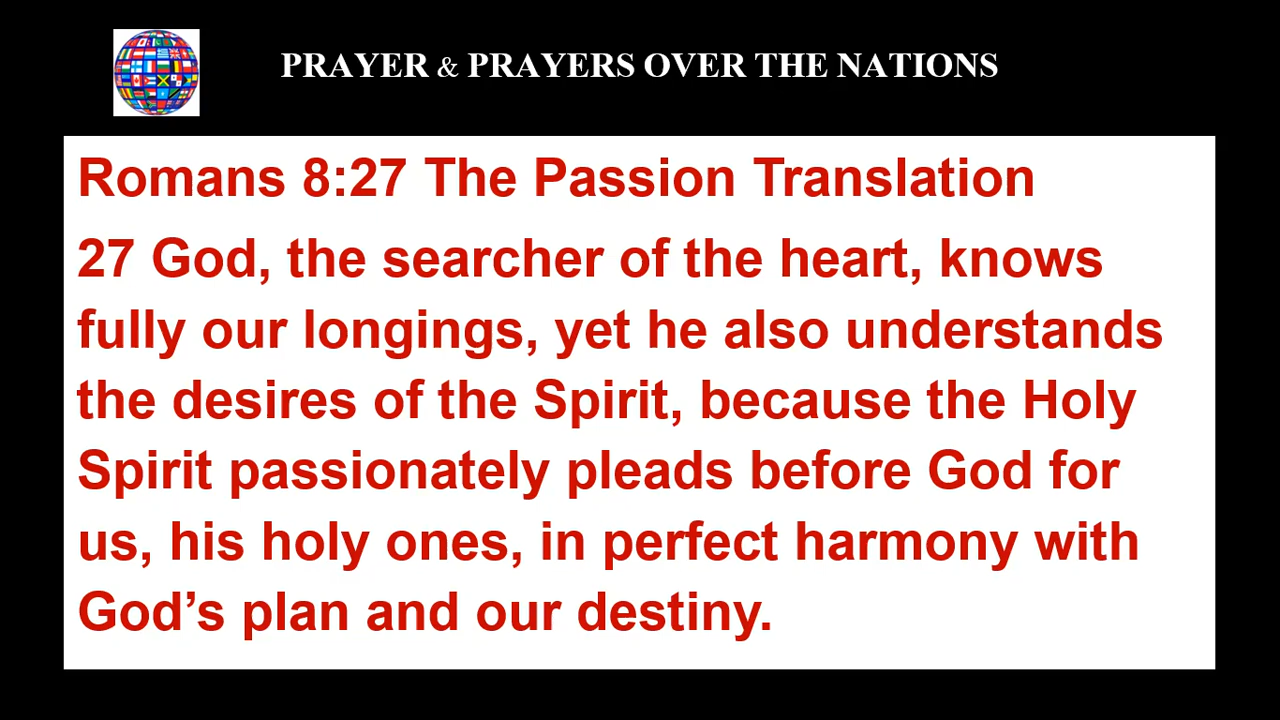 PRAYER & PRAYERS OVER THE NATIONS
Romans 8:27 The Passion Translation
27 God, the searcher of the heart, knows
fully our longings, yet he also understands
the desires of the Spirit, because the Holy
Spirit passionately pleads before God for
us, his holy ones, in perfect harmony with
God’s plan and our destiny.